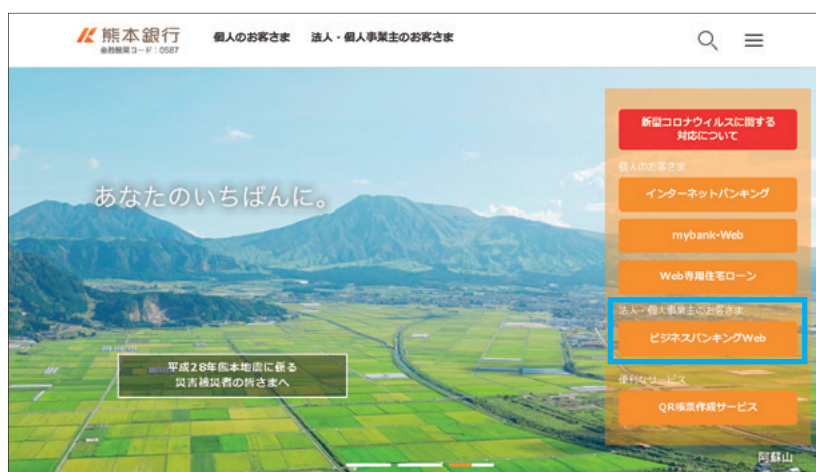 熊本銀行
金融機関コード:0587
個人のお客さま 法人・個人事業主のお客さま
新型コロナウィルスに関する
対応について
個人のお客さま
インターネットバンキング
あなたのいちばんに。
mybank-Web
Web専用住宅ローン
法人・個人事業主のお客さま
ビジネスバンキングWeb
平成28年熊本地震に係る
災害被災者の皆さまへ
便利なサービス
QR帳票作成サービス
阿蘇山